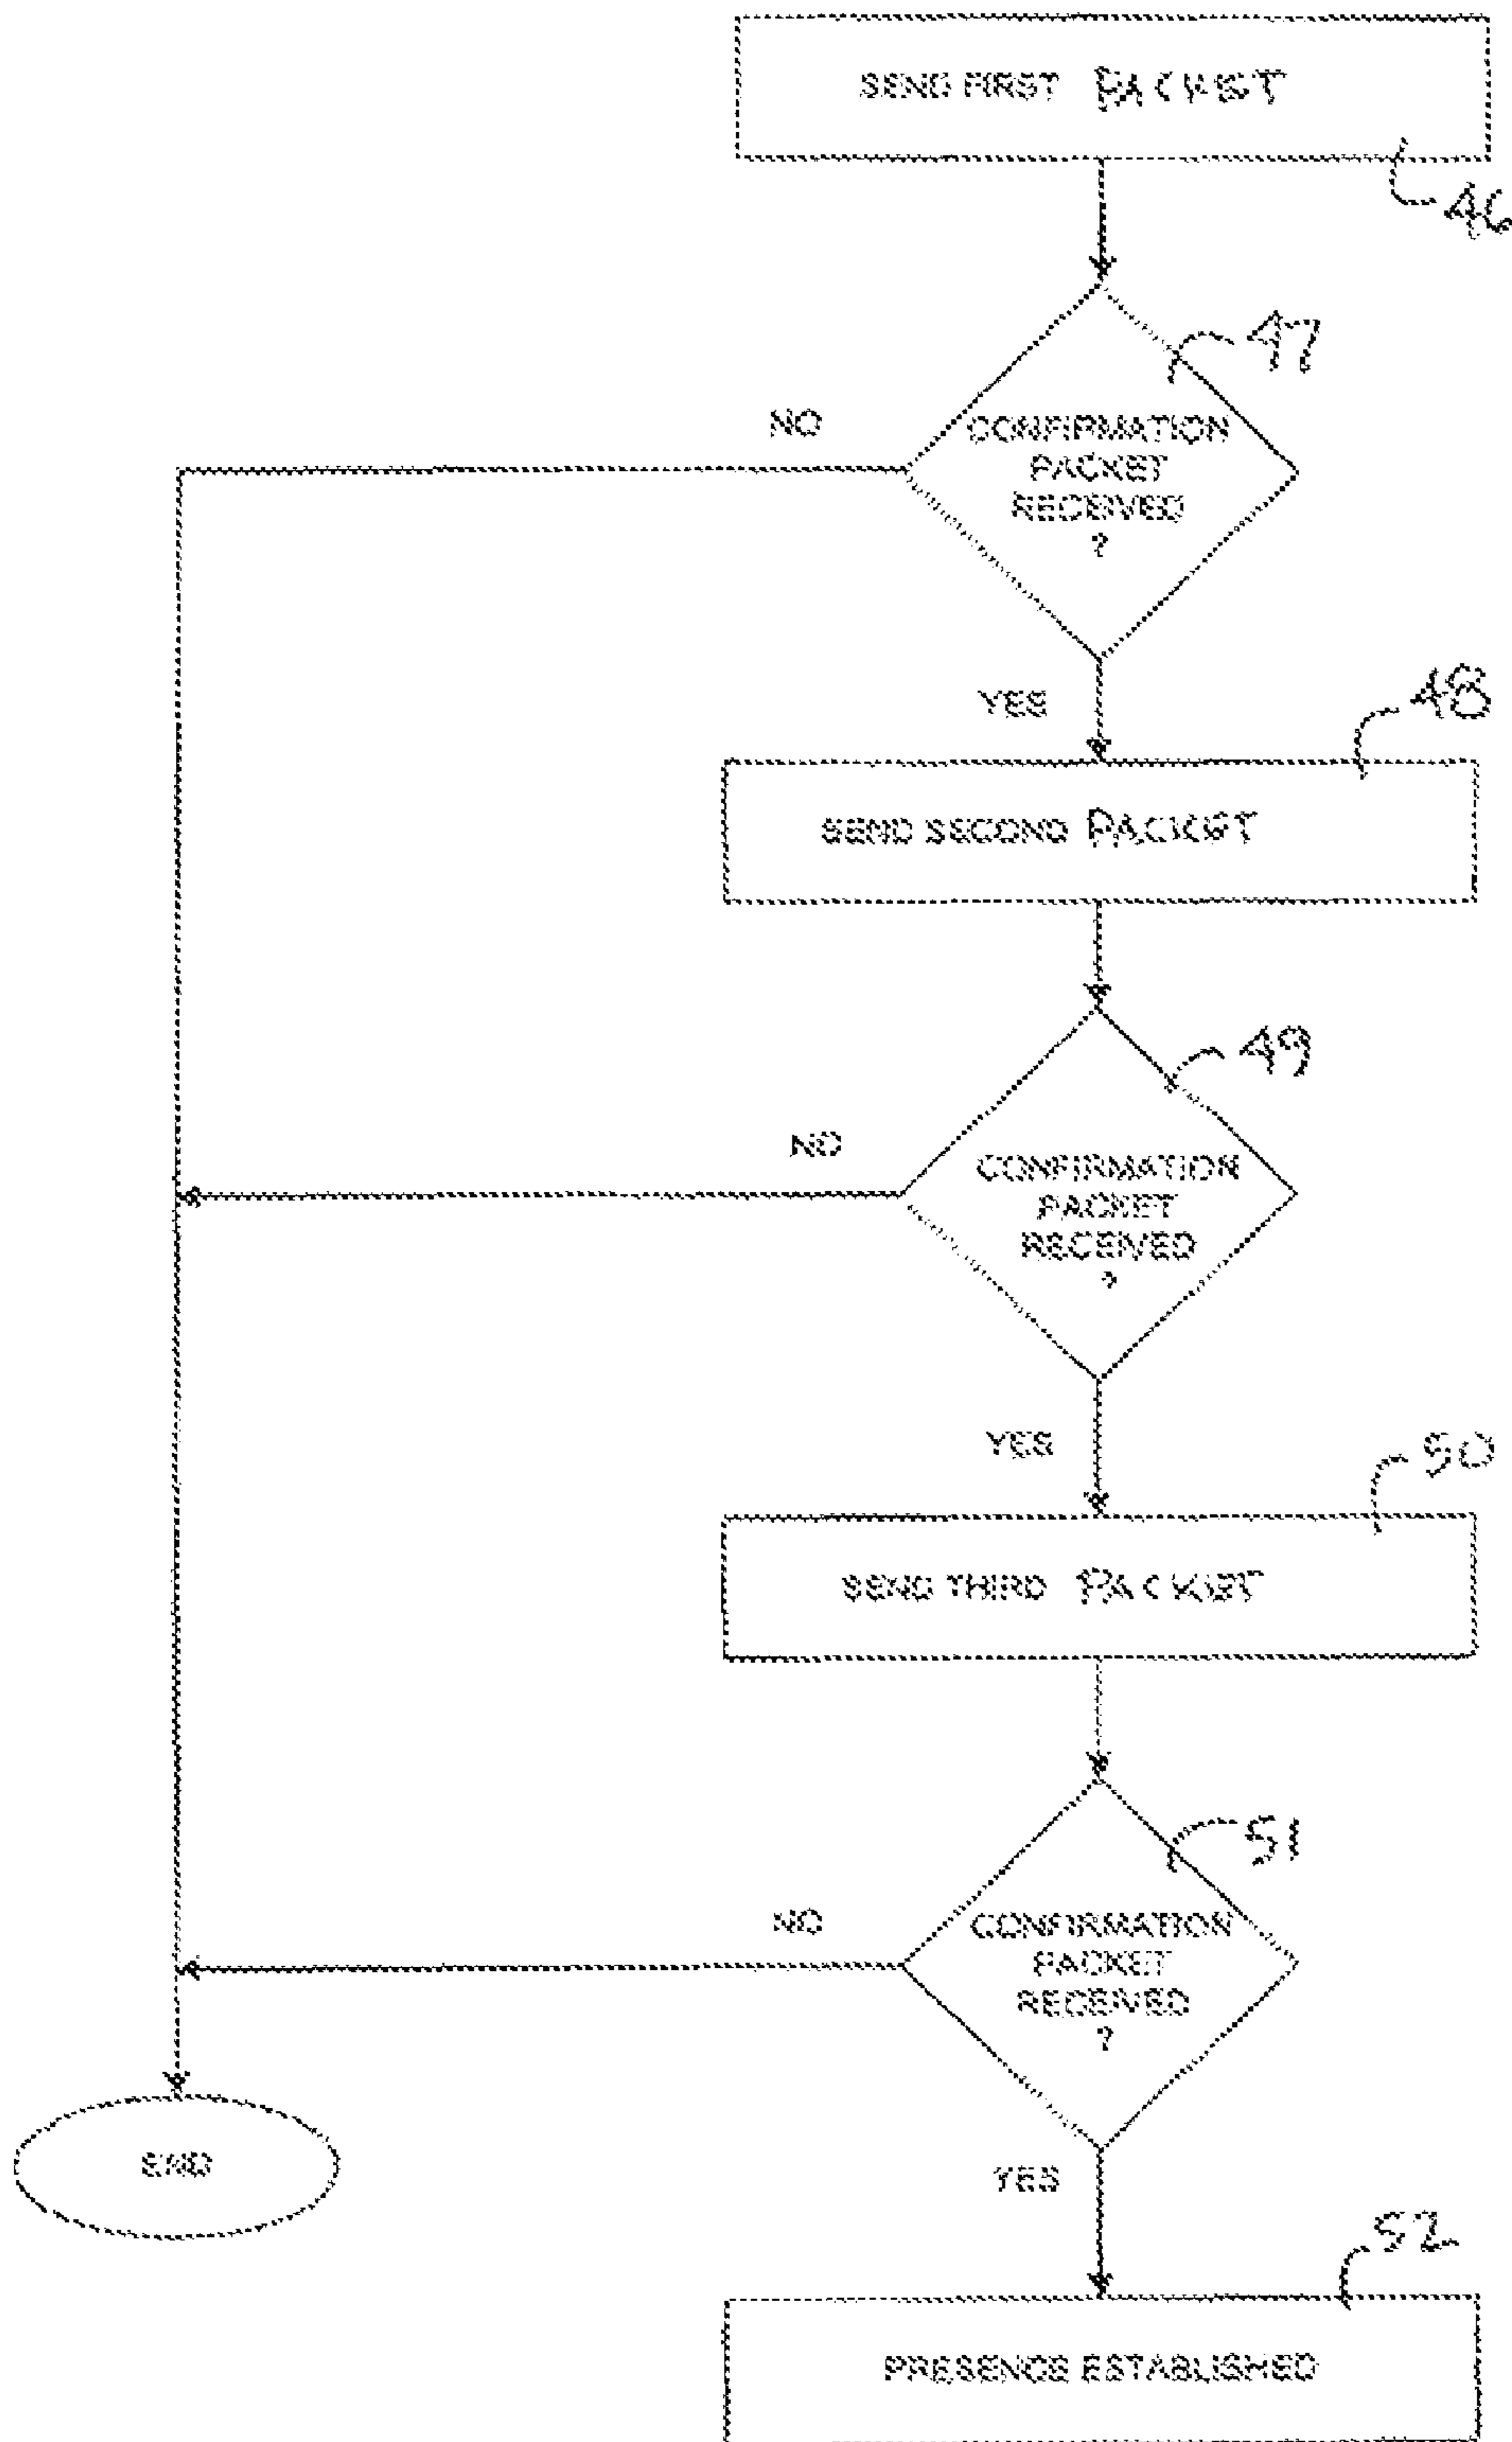 SEND FIRST PACKET
46
47
NO
CONFIRMATION
PACKET
RECEIVED
?
YES
48
SEND SECOND PACKET
49
NO
CONFIRMATION
PACKET
RECEIVED
?
YES
50
SEND THIRD PACKET
51
NO
CONFIRMATION
PACKET
RECEIVED
?
END
YES
52
PRESENCE ESTABLISHED